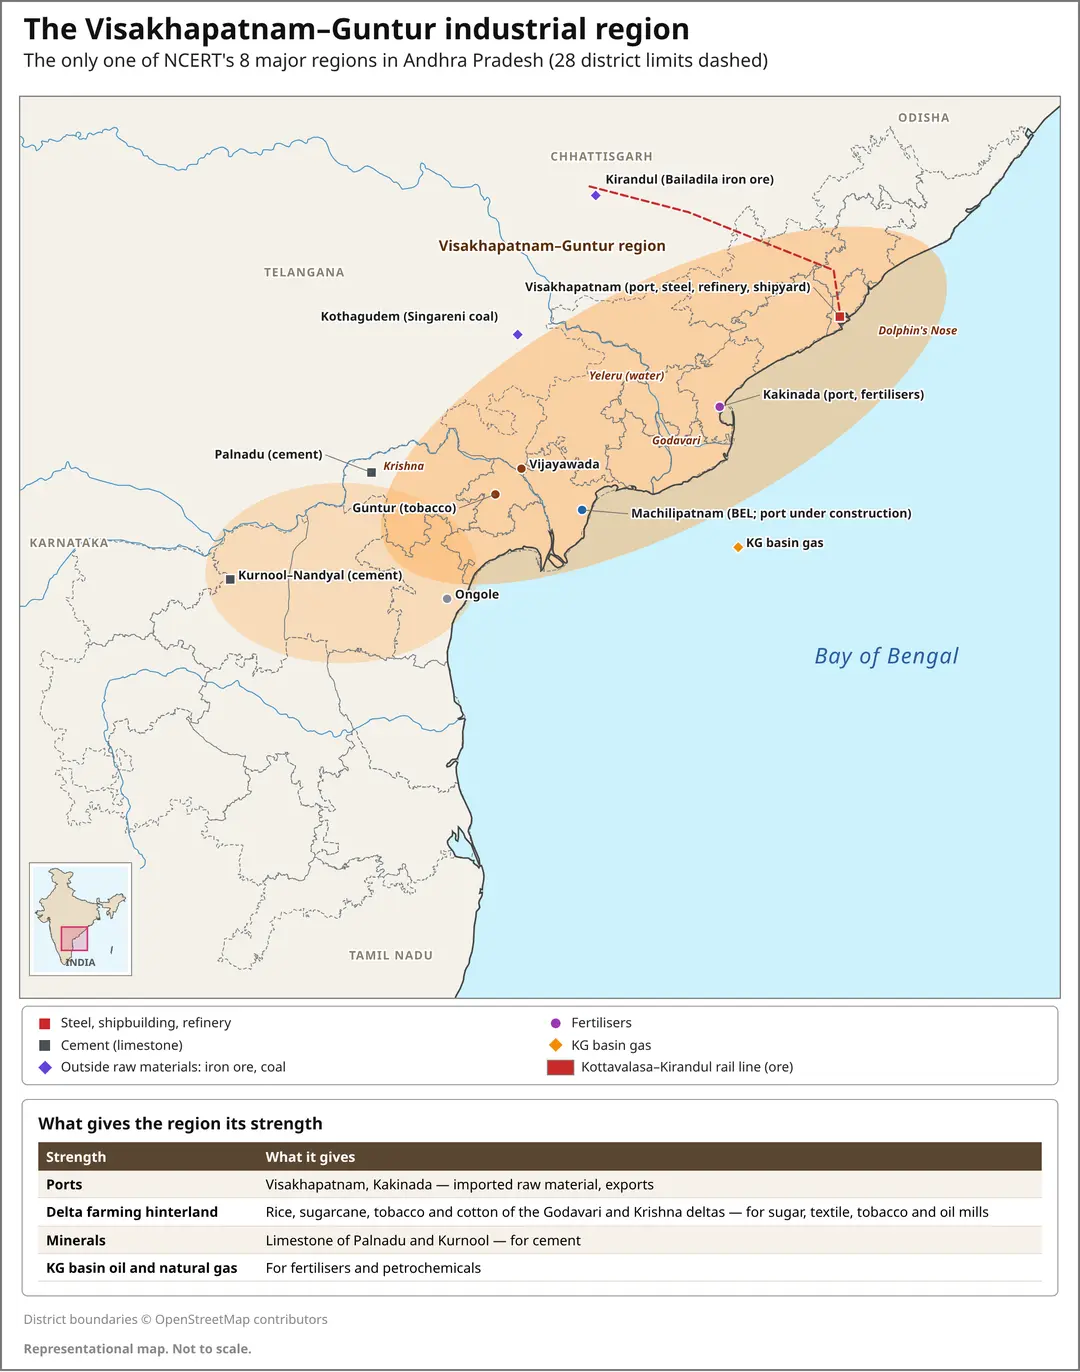 The Visakhapatnam–Guntur industrial region
The only one of NCERT's 8 major regions in Andhra Pradesh (28 district limits dashed)
ODISHA
CHHATTISGARH
Kirandul (Bailadila iron ore)
Visakhapatnam–Guntur region
TELANGANA
Visakhapatnam (port, steel, refinery, shipyard)
Kothagudem (Singareni coal)
Dolphin's Nose
Yeleru (water)
Kakinada (port, fertilisers)
Godavari
Palnadu (cement)
Krishna
Vijayawada
Guntur (tobacco)
Machilipatnam (BEL; port under construction)
KARNATAKA
KG basin gas
Kurnool–Nandyal (cement)
Ongole
Bay of Bengal
TAMIL NADU
INDIA
Steel, shipbuilding, refinery
Fertilisers
Cement (limestone)
KG basin gas
Outside raw materials: iron ore, coal
Kottavalasa–Kirandul rail line (ore)
What gives the region its strength
Strength What it gives
Ports Visakhapatnam, Kakinada — imported raw material, exports
Delta farming hinterland Rice, sugarcane, tobacco and cotton of the Godavari and Krishna deltas — for sugar, textile, tobacco and oil mills
Minerals Limestone of Palnadu and Kurnool — for cement
KG basin oil and natural gas For fertilisers and petrochemicals
District boundaries © OpenStreetMap contributors
Representational map. Not to scale.